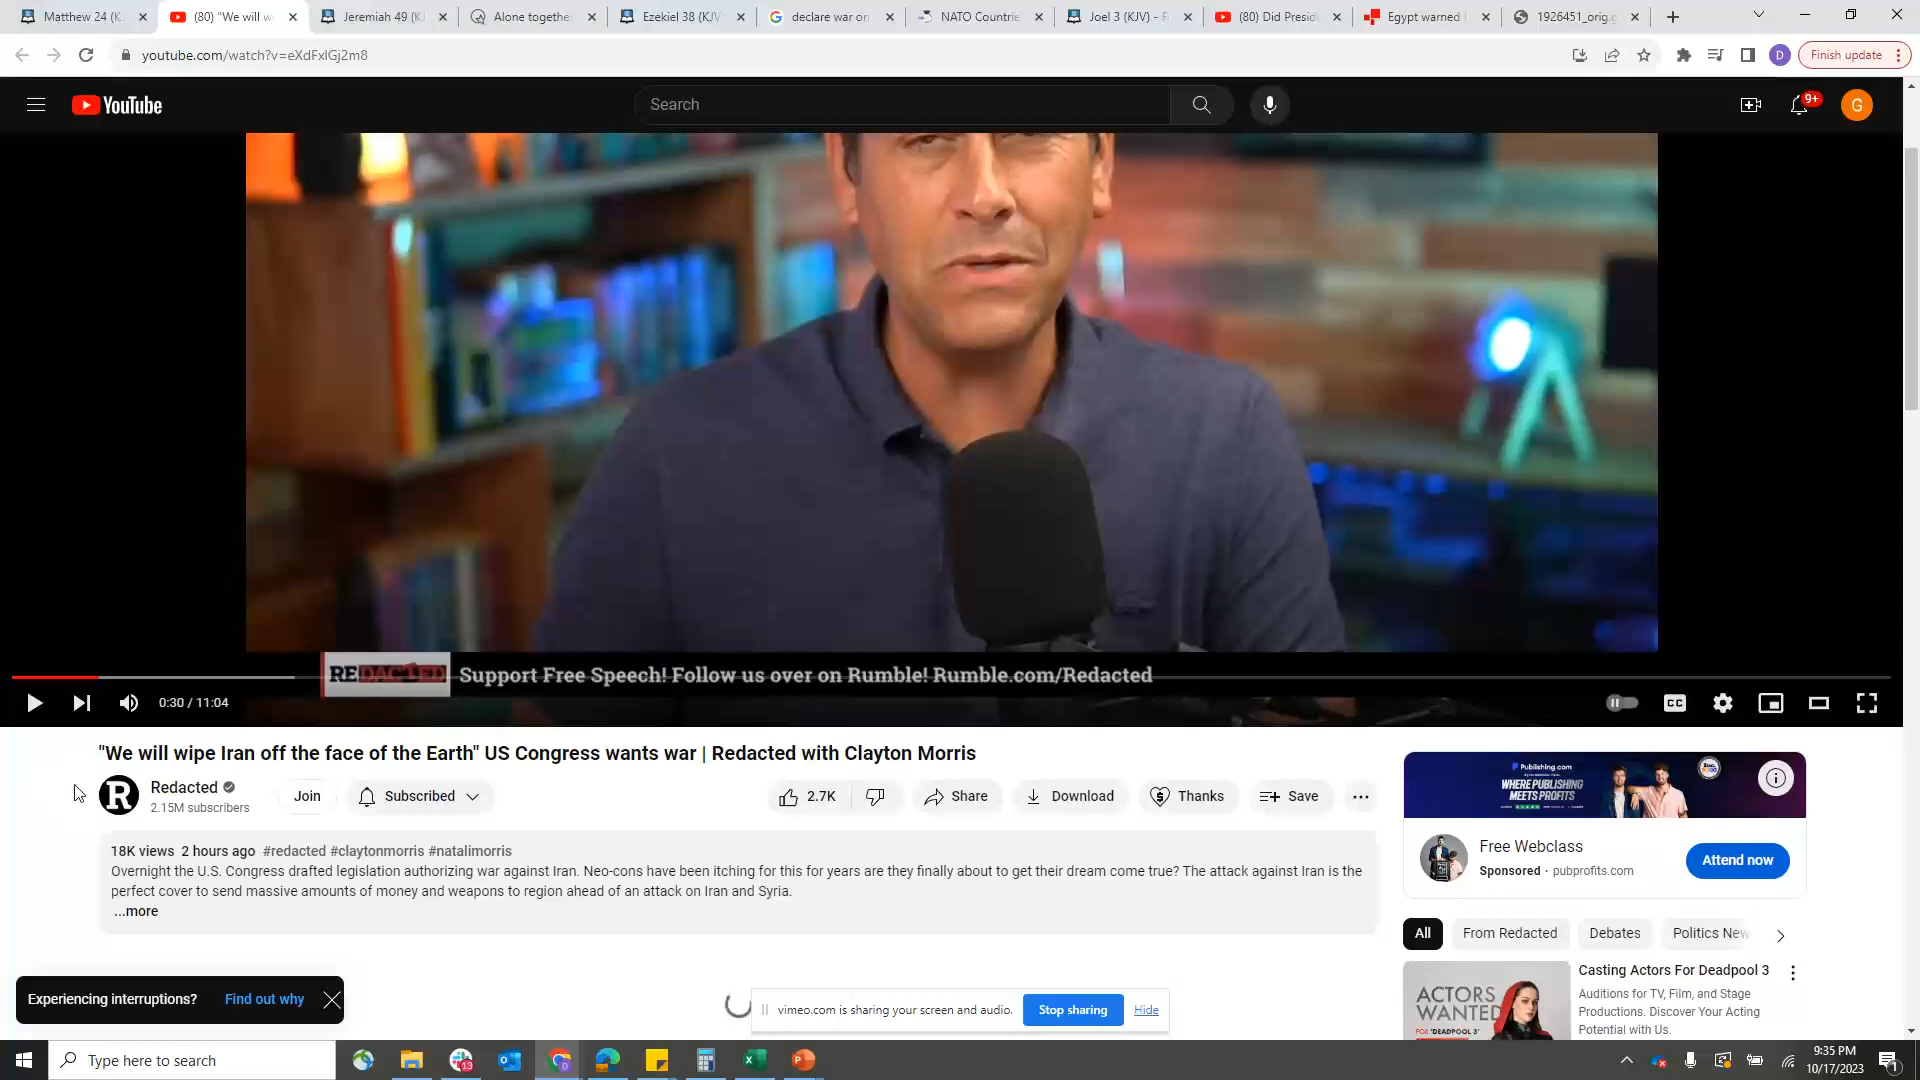 Matthew 24 (K
(80) "We will w
Jeremiah 49 (K
Alone togethe
Ezekiel 38 (KJV
declare war on
NATO Countrie
Joel 3 (KJV) - F
(80) Did Presid
Egypt warned
1926451_orig.g
youtube.com/watch?v=eXdFxlGj2m8
D
Finish update
YouTube
Search
9+
G
REDACTED
Support Free Speech! Follow us over on Rumble! Rumble.com/Redacted
0:30 / 11:04
CC
"We will wipe Iran off the face of the Earth" US Congress wants war | Redacted with Clayton Morris
R
Redacted
2.15M subscribers
Join
Subscribed
2.7K
Share
Download
Thanks
Save
18K views 2 hours ago #redacted #claytonmorris #natalimorris
Overnight the U.S. Congress drafted legislation authorizing war against Iran. Neo-cons have been itching for this for years are they finally about to get their dream come true? The attack against Iran is the
perfect cover to send massive amounts of money and weapons to region ahead of an attack on Iran and Syria.
...more
Publishing.com
WHERE PUBLISHING
MEETS PROFITS
Free Webclass
Sponsored · pubprofits.com
Attend now
All
From Redacted
Debates
Politics New
ACTORS
WANTED
FOR "DEADPOOL 3"
Casting Actors For Deadpool 3
Auditions for TV, Film, and Stage
Productions. Discover Your Acting
Potential with Us.
Experiencing interruptions?
Find out why
vimeo.com is sharing your screen and audio.
Stop sharing
Hide
Type here to search
13
9:35 PM
10/17/2023
1